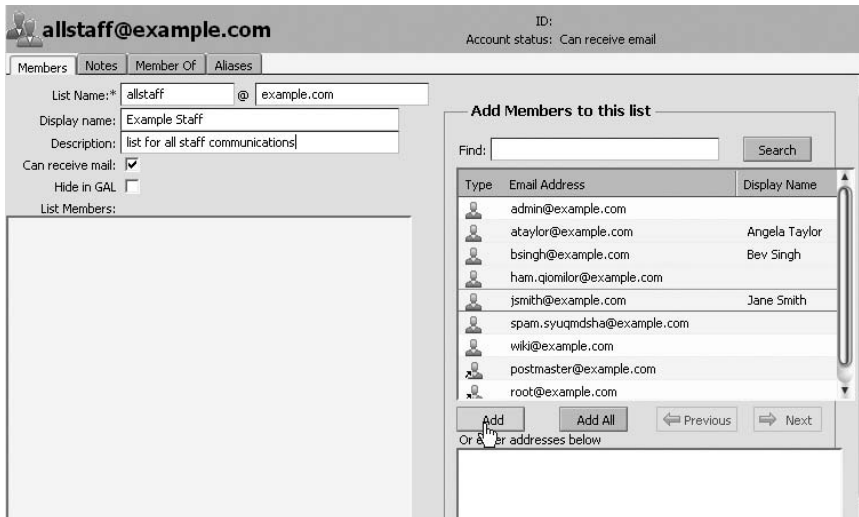 allstaff@example.com
ID:
Account status: Can receive email
Members Notes Member Of Aliases
List Name:* allstaff @ example.com
Display name: Example Staff
Description: list for all staff communications
Can receive mail:
Hide in GAL
List Members:
Add Members to this list
Find: Search
Type Email Address Display Name
admin@example.com
ataylor@example.com Angela Taylor
bsingh@example.com Bev Singh
ham.qiomilor@example.com
jsmith@example.com Jane Smith
spam.syuqmdsha@example.com
wiki@example.com
postmaster@example.com
root@example.com
Add Add All Previous Next
Or enter addresses below